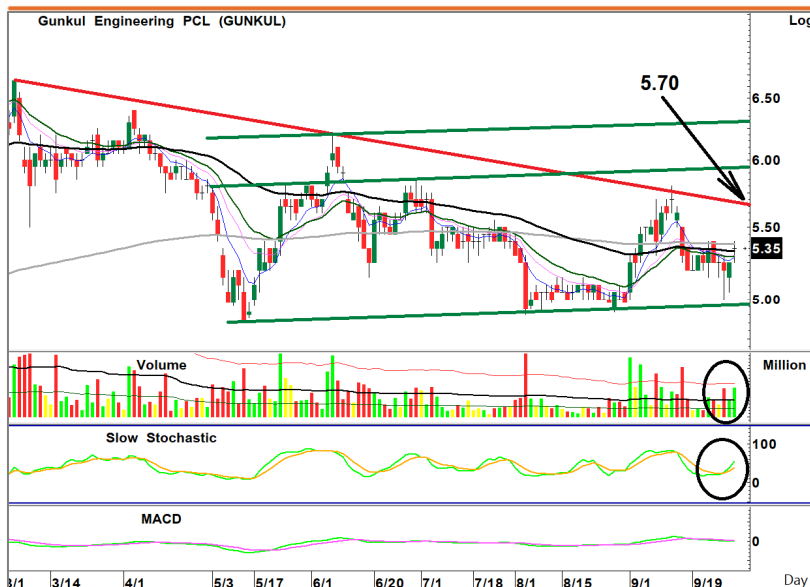 Gunkul Engineering PCL (GUNKUL)
Log
5.70
6.50
6.00
5.50
5.35
5.00
Volume
Million
Slow Stochastic
100
0
MACD
0
3/1 3/14 4/1 5/3 5/17 6/1 6/20 7/1 7/18 8/1 8/15 9/1 9/19 Day